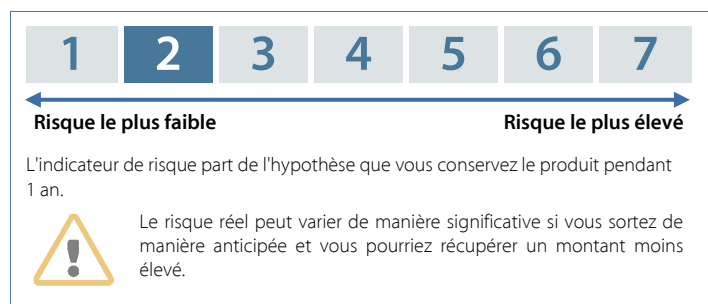 1 2 3 4 5 6 7
Risque le plus faible Risque le plus élevé
L'indicateur de risque part de l'hypothèse que vous conservez le produit pendant
1 an.
Le risque réel peut varier de manière significative si vous sortez de
manière anticipée et vous pourriez récupérer un montant moins
élevé.